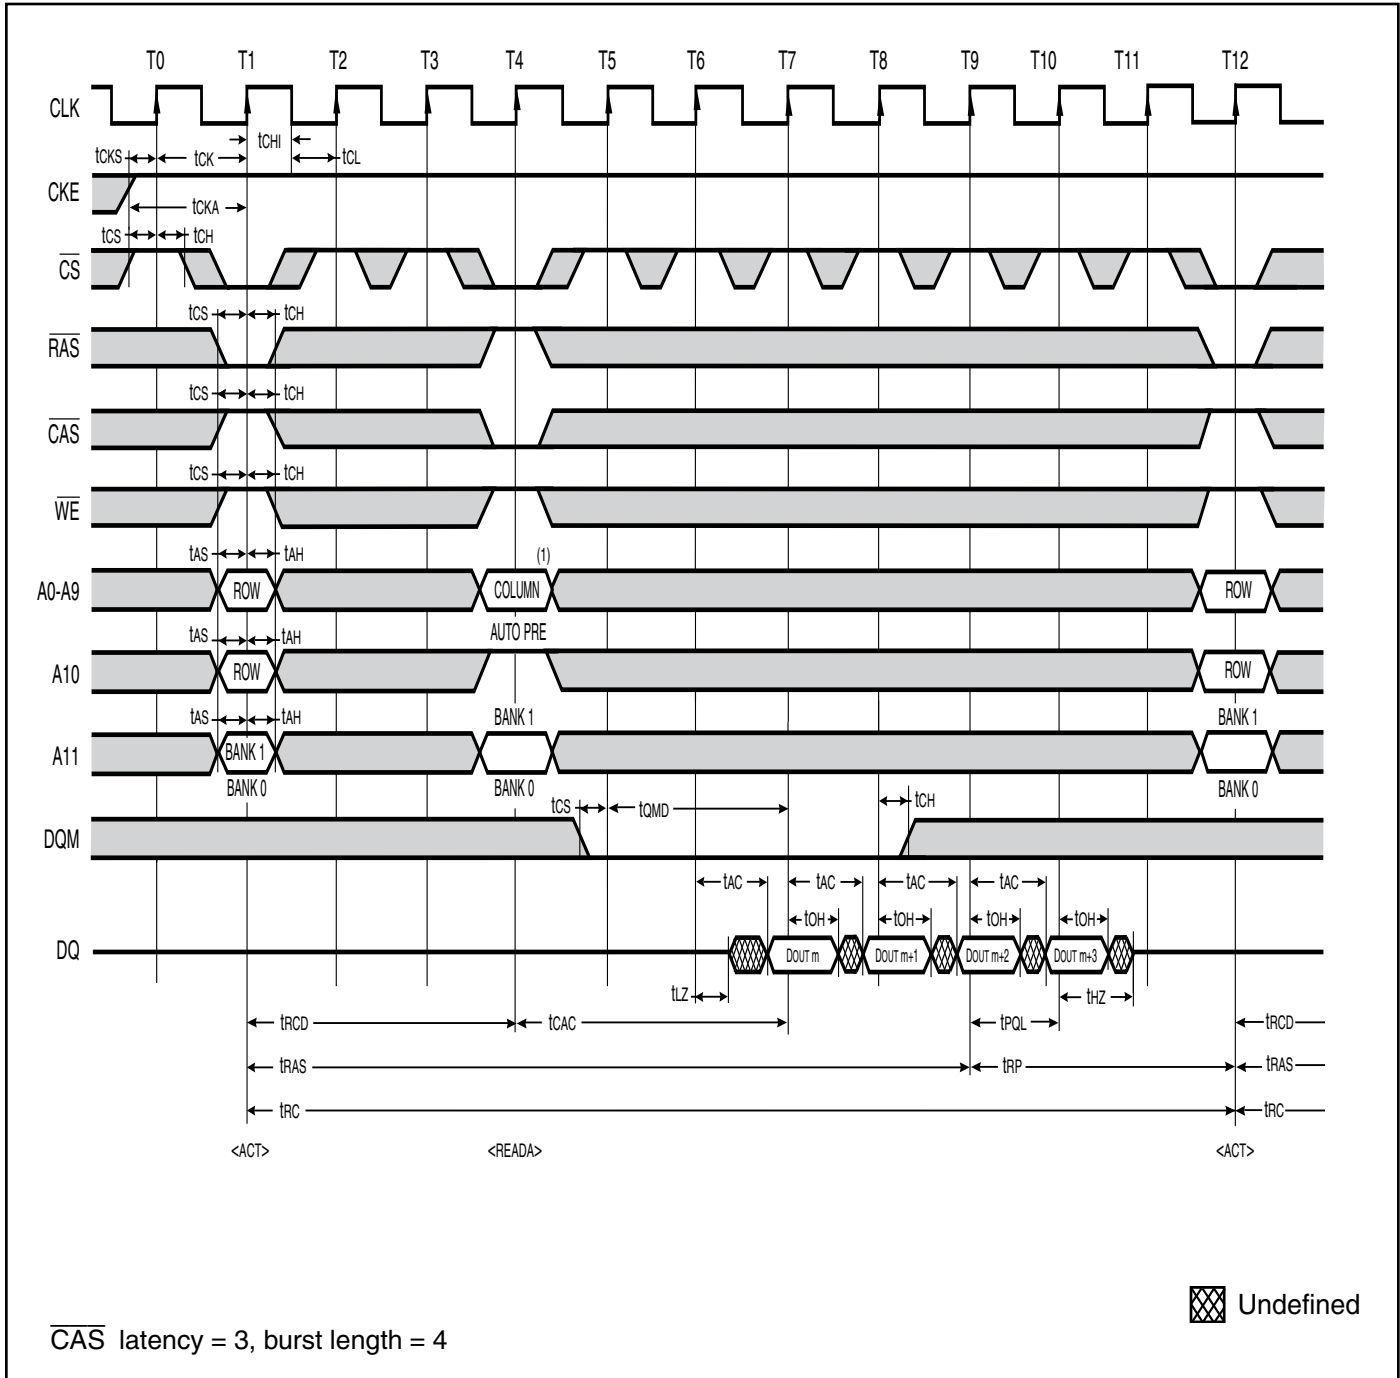 T0 T1 T2 T3 T4 T5 T6 T7 T8 T9 T10 T11 T12
CLK
tCHI
tCKS tCK tCL
CKE
tCKA
tCS tCH
CS
tCS tCH
RAS
tCS tCH
CAS
tCS tCH
WE
tAS tAH (1)
A0-A9 ROW COLUMN ROW
tAS tAH AUTO PRE
A10 ROW ROW
tAS tAH BANK 1 BANK 1
A11 BANK 1
BANK 0 BANK 0 BANK 0
tCS tQMD tCH
DQM
tAC tAC tAC tAC
tOH tOH tOH tOH
DQ DOUT m DOUT m+1 DOUT m+2 DOUT m+3
tLZ tHZ
tRCD tCAC tPQL tRCD
tRAS tRP tRAS
tRC tRC
<ACT> <READA> <ACT>
Undefined
CAS latency = 3, burst length = 4